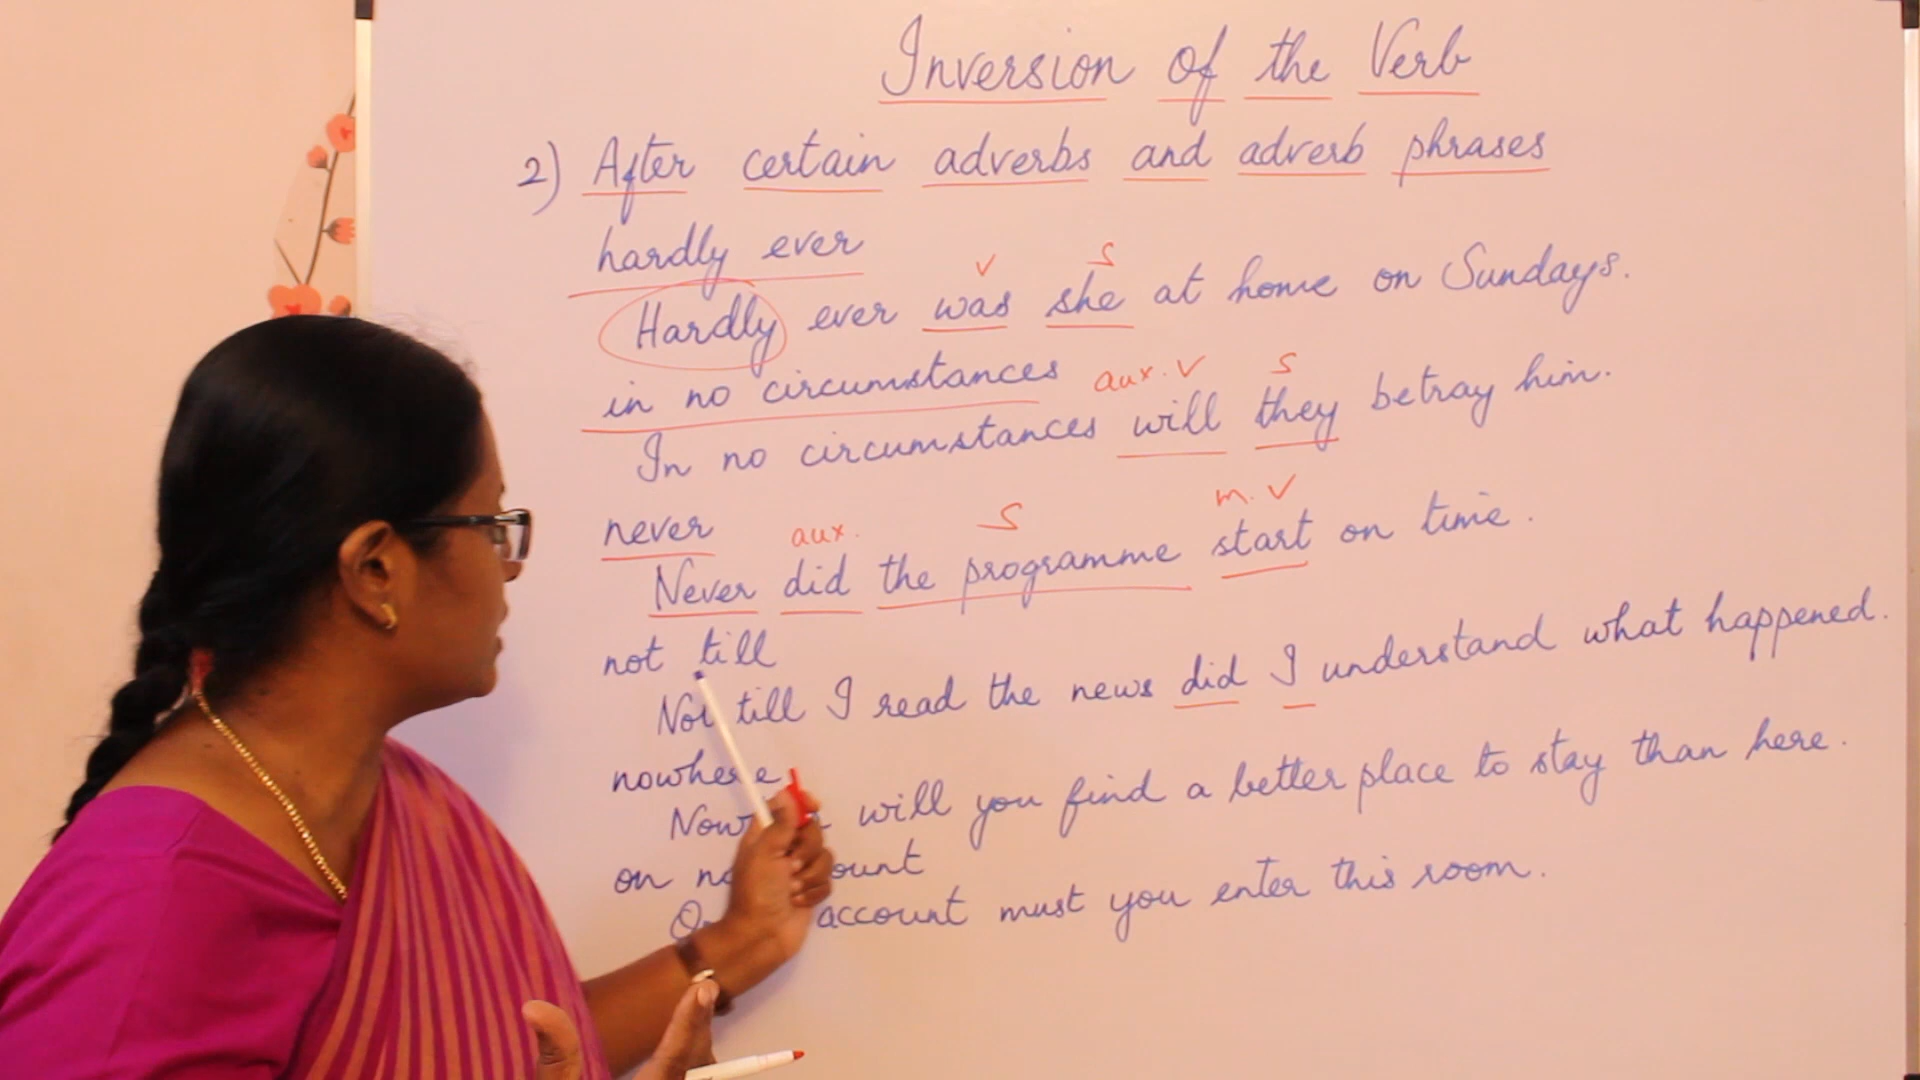 Inversion of the Verb
2) After certain adverbs and adverb phrases
hardly ever
v s
Hardly ever was she at home on Sundays.
in no circumstances aux. v s
In no circumstances will they betray him.
m. v
never aux. s
Never did the programme start on time.
not till
Not till I read the news did I understand what happened.
nowhere
will you find a better place to stay than here.
on
account must you enter this room.